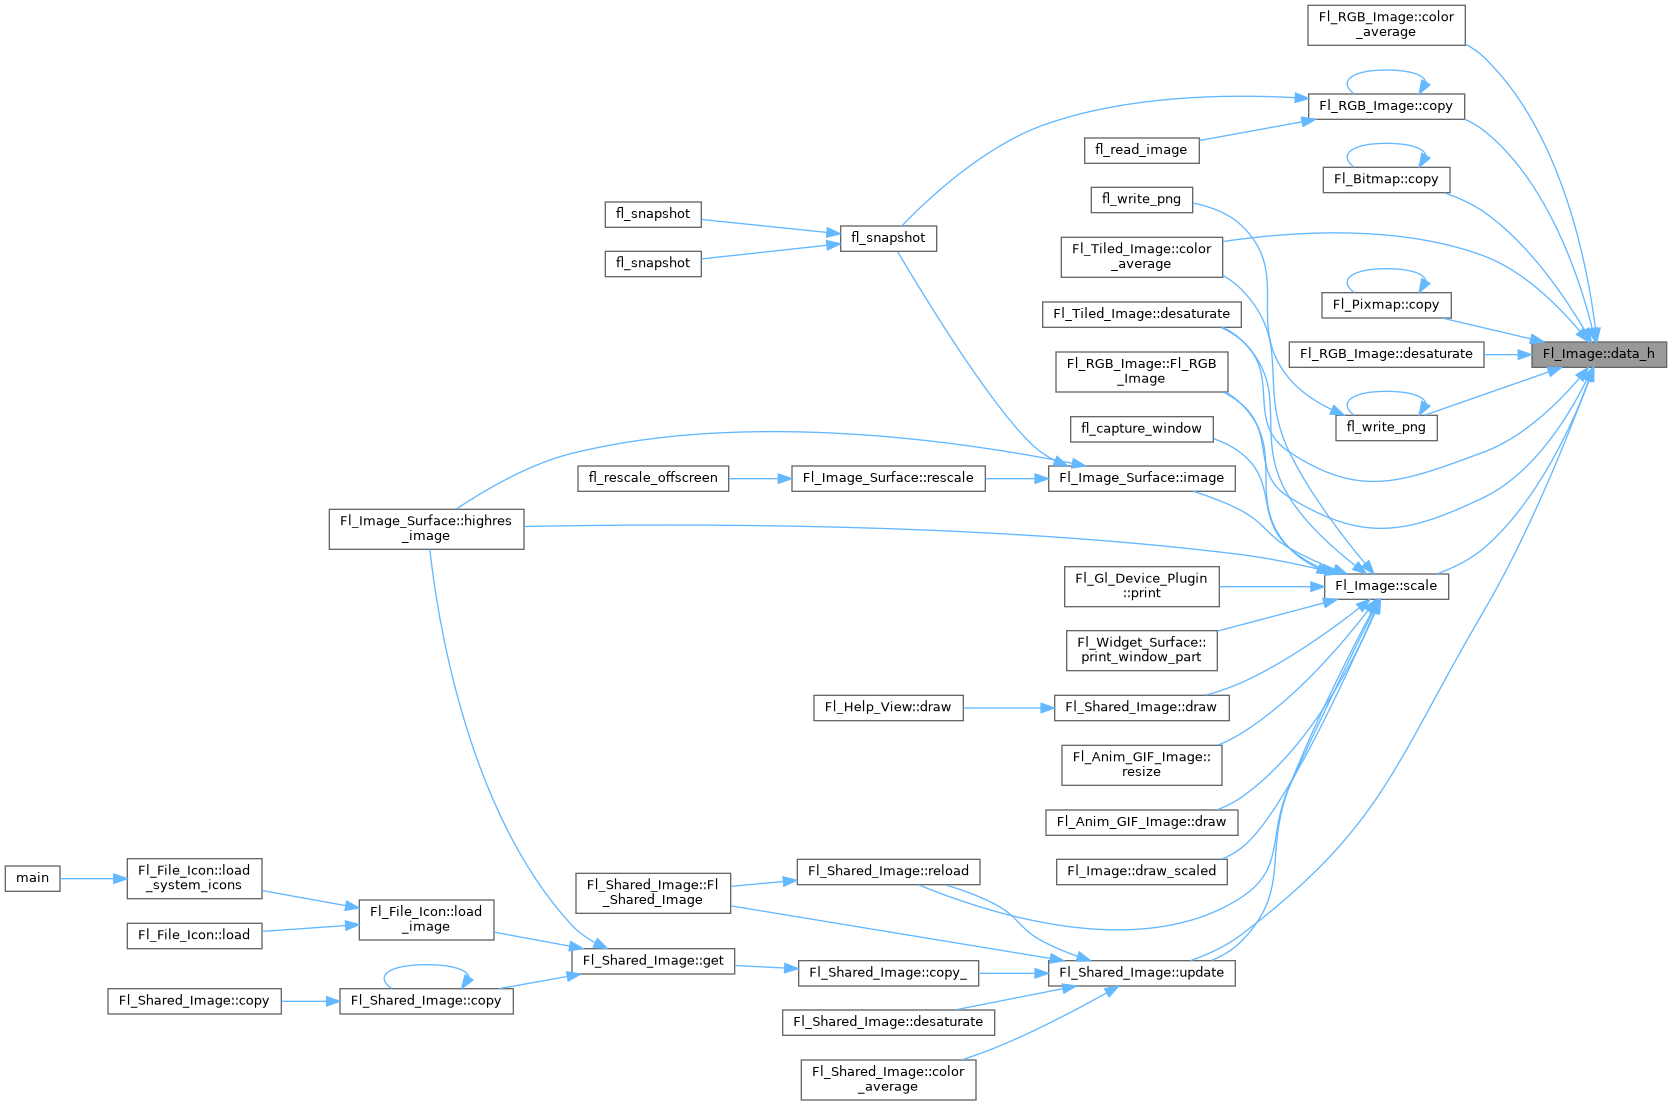 Fl_RGB_Image::color
_average
Fl_RGB_Image::copy
fl_read_image
Fl_Bitmap::copy
fl_write_png
fl_snapshot
fl_snapshot
fl_snapshot
Fl_Tiled_Image::color
_average
Fl_Pixmap::copy
Fl_Tiled_Image::desaturate
Fl_RGB_Image::desaturate
Fl_Image::data_h
Fl_RGB_Image::Fl_RGB
_Image
fl_capture_window
fl_write_png
fl_rescale_offscreen
Fl_Image_Surface::rescale
Fl_Image_Surface::image
Fl_Image_Surface::highres
_image
Fl_Gl_Device_Plugin
::print
Fl_Image::scale
Fl_Widget_Surface::
print_window_part
Fl_Help_View::draw
Fl_Shared_Image::draw
Fl_Anim_GIF_Image::
resize
Fl_Anim_GIF_Image::draw
Fl_Image::draw_scaled
main
Fl_File_Icon::load
_system_icons
Fl_Shared_Image::Fl
_Shared_Image
Fl_Shared_Image::reload
Fl_File_Icon::load
_image
Fl_File_Icon::load
Fl_Shared_Image::get
Fl_Shared_Image::copy_
Fl_Shared_Image::update
Fl_Shared_Image::copy
Fl_Shared_Image::copy
Fl_Shared_Image::desaturate
Fl_Shared_Image::color
_average